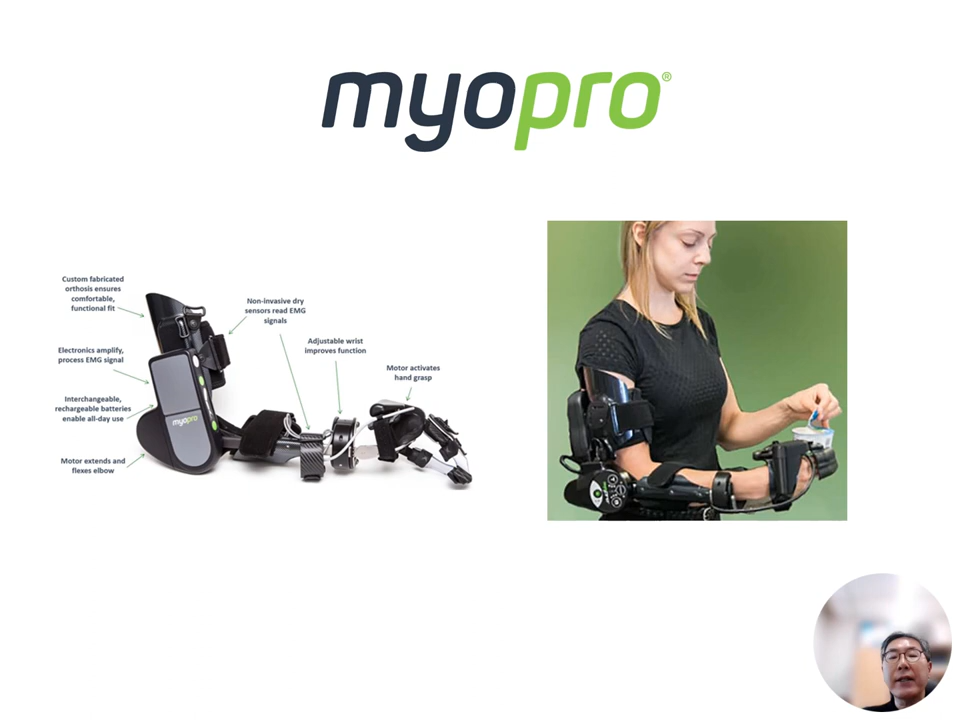 myopro®
Custom fabricated
orthosis ensures
comfortable,
functional fit
Non-invasive dry
sensors read EMG
signals
Adjustable wrist
improves function
Electronics amplify,
process EMG signal
Motor activates
hand grasp
Interchangeable,
rechargeable batteries
enable all-day use
myopro
Motor extends and
flexes elbow